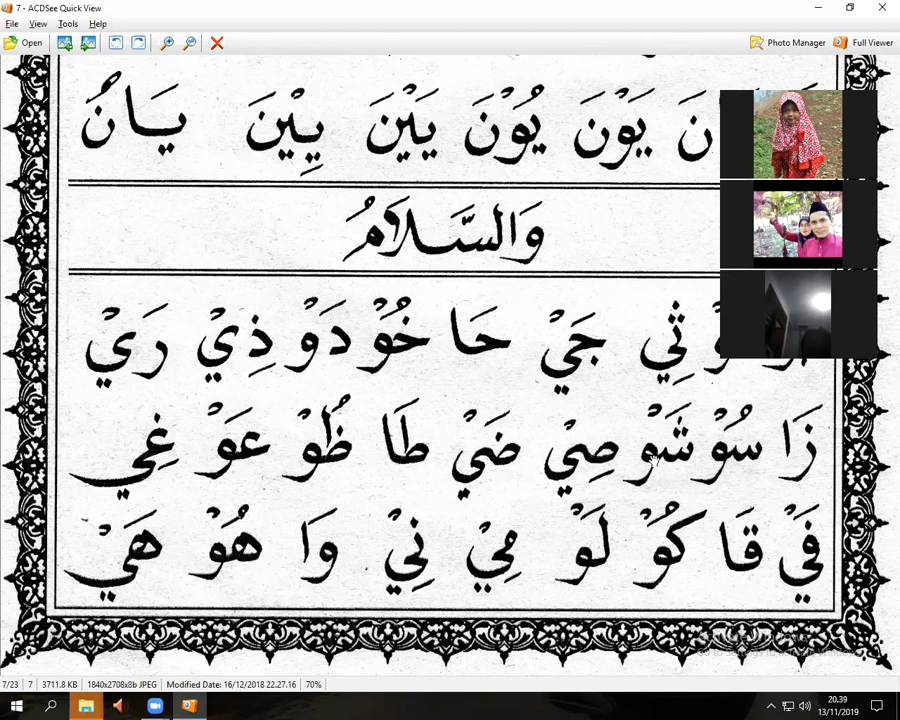 7 - ACDSee Quick View
File View Tools Help
Open Photo Manager Full Viewer
نَ يَوْنَ يُوْنَ يَيْنَ يِيْنَ يَانُ
وَالسَّلَامُ
ثِي جَيْ حَا خُوْ دَوْ ذِيْ رَيْ
زَا سُوْ شَوْ صِيْ ضَيْ طَا ظُوْ عَوْ غِي
فَيْ قَا كُوْ لَوْ مِيْ نِيْ وَا هُوْ هَيْ
7/23 7 3711.8 KB 1840x2708x8b JPEG Modified Date: 16/12/2018 22.27.16 70%
20.39
13/11/2019